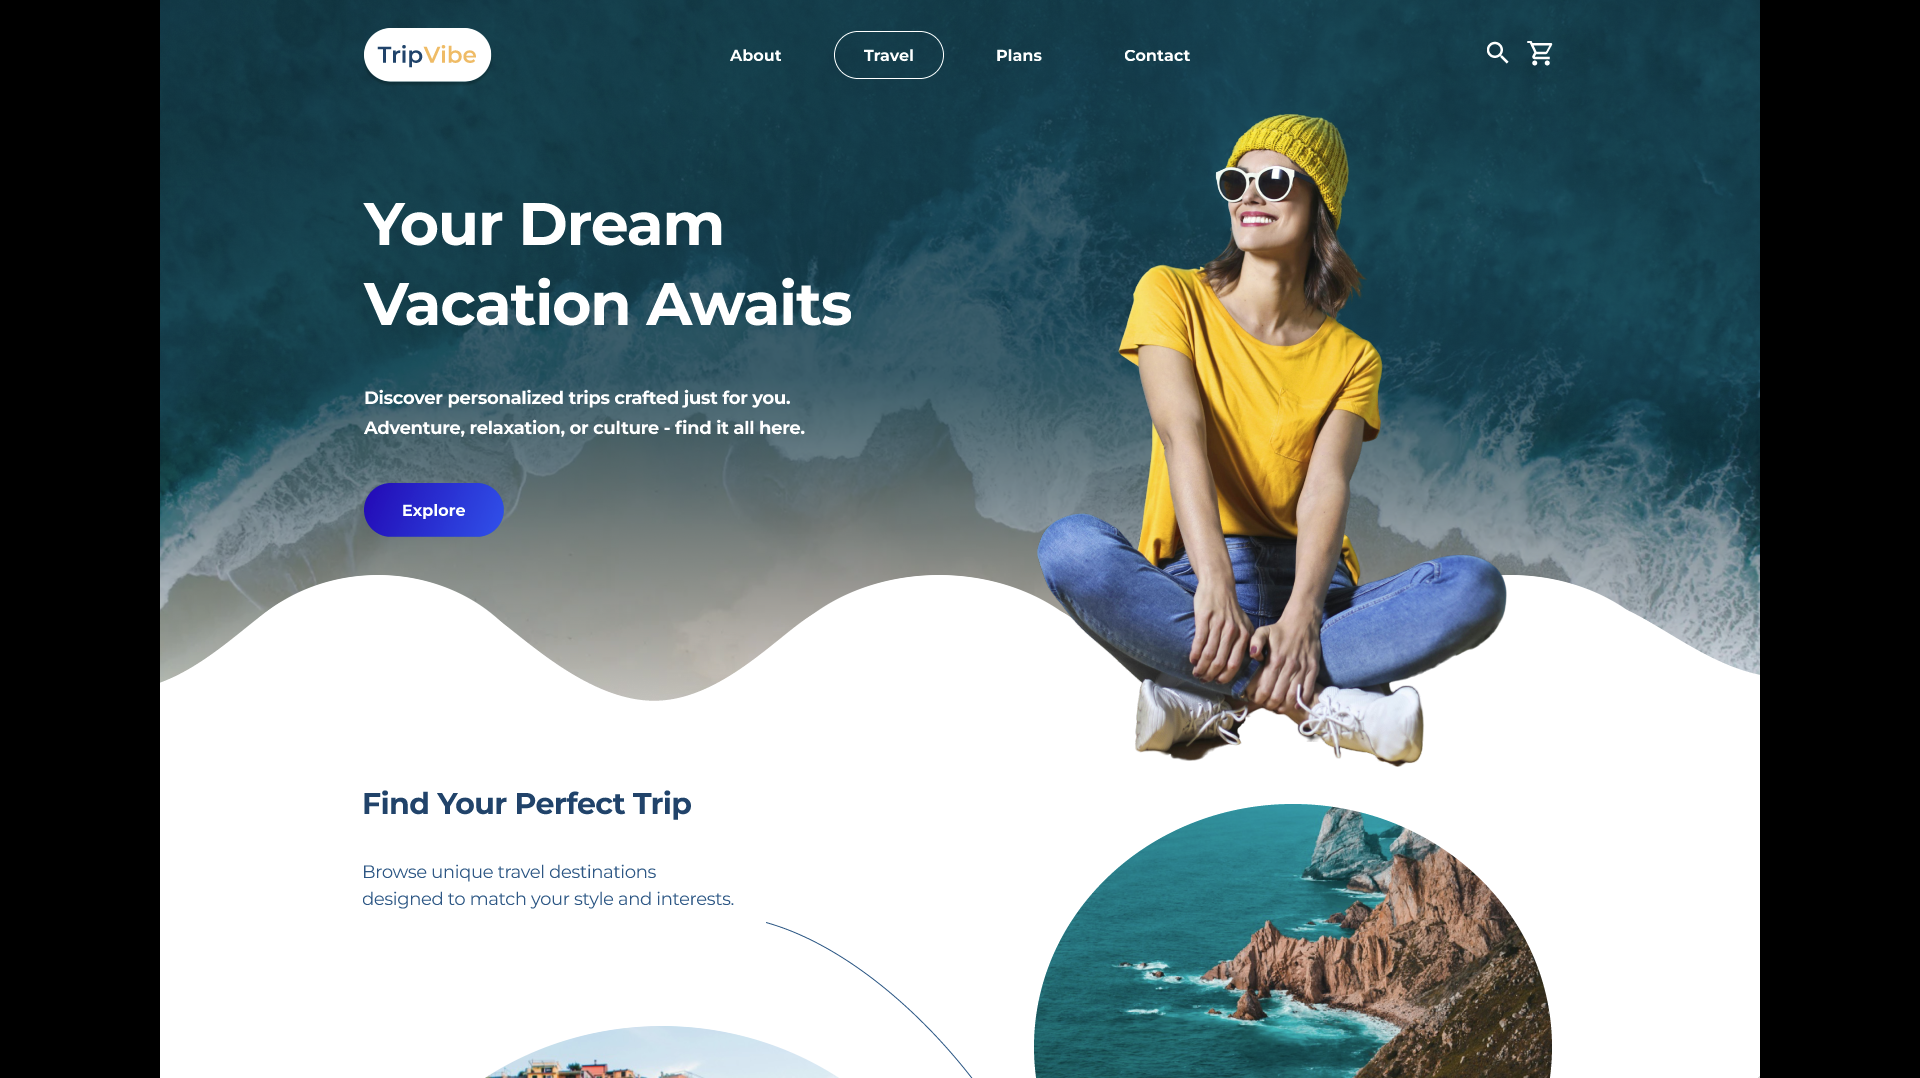 TripVibe
About
Travel
Plans
Contact
Your Dream
Vacation Awaits
Discover personalized trips crafted just for you.
Adventure, relaxation, or culture - find it all here.
Explore
Find Your Perfect Trip
Browse unique travel destinations
designed to match your style and interests.